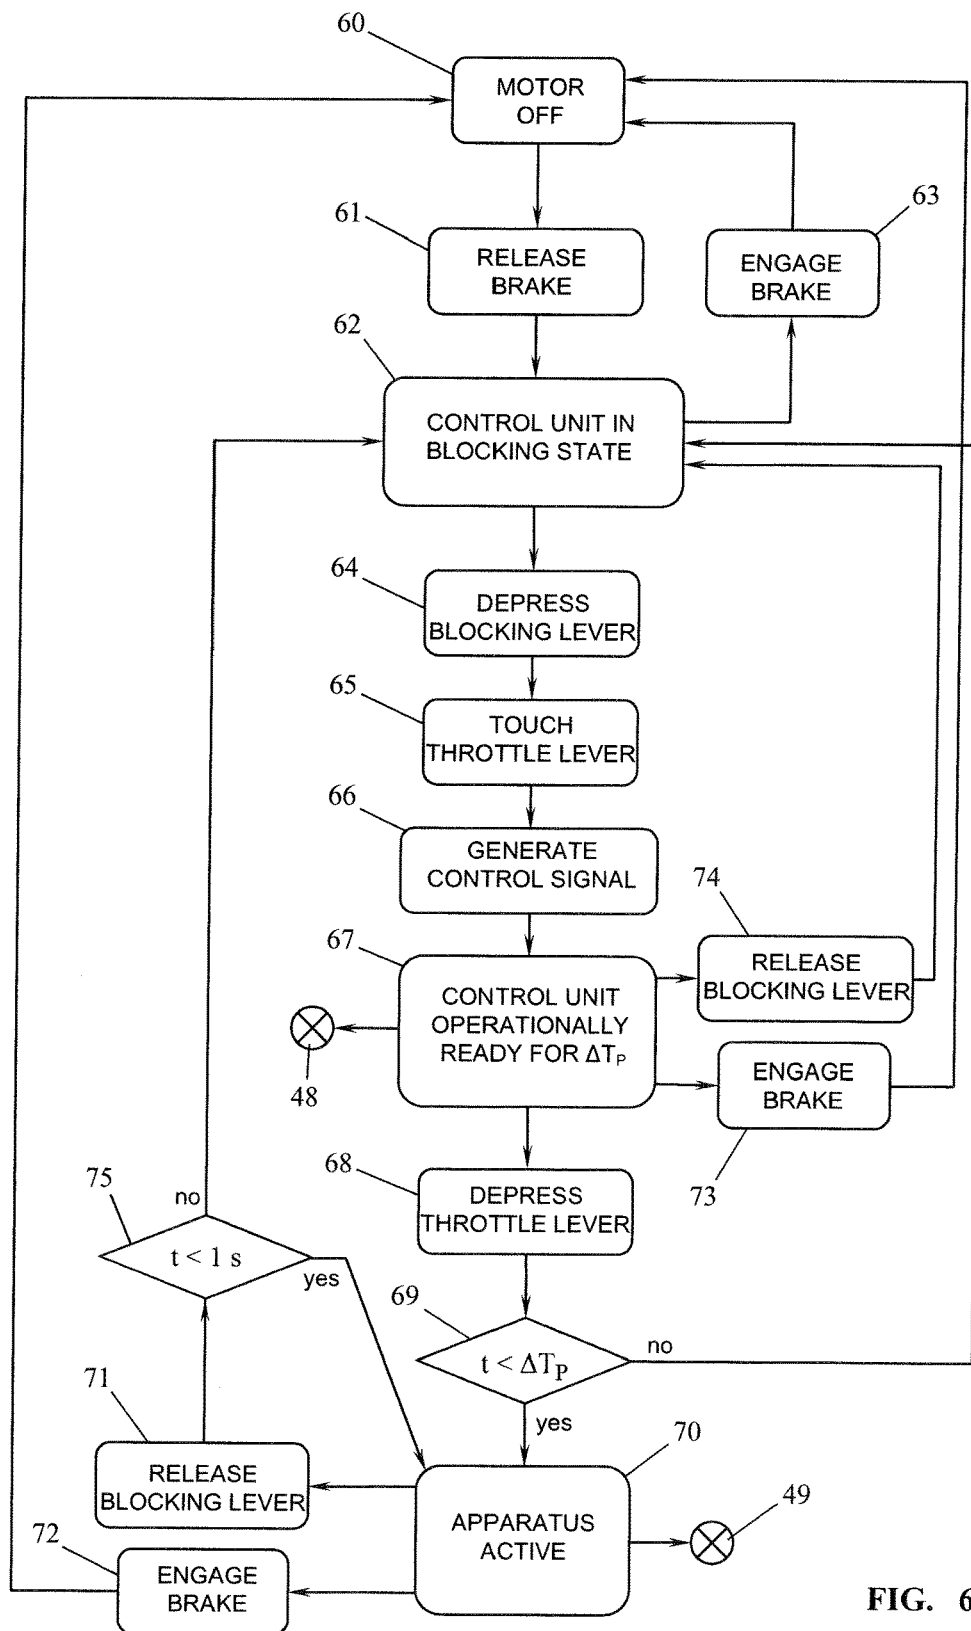 60
MOTOR
OFF
61
RELEASE
BRAKE
63
ENGAGE
BRAKE
62
CONTROL UNIT IN
BLOCKING STATE
64
DEPRESS
BLOCKING LEVER
65
TOUCH
THROTTLE LEVER
66
GENERATE
CONTROL SIGNAL
74
RELEASE
BLOCKING LEVER
67
CONTROL UNIT
OPERATIONALLY
READY FOR ΔTP
48
ENGAGE
BRAKE
73
68
DEPRESS
THROTTLE LEVER
75
no
t < 1 s
yes
69
t < ΔTP
no
yes
71
RELEASE
BLOCKING LEVER
70
APPARATUS
ACTIVE
49
72
ENGAGE
BRAKE
FIG. 6